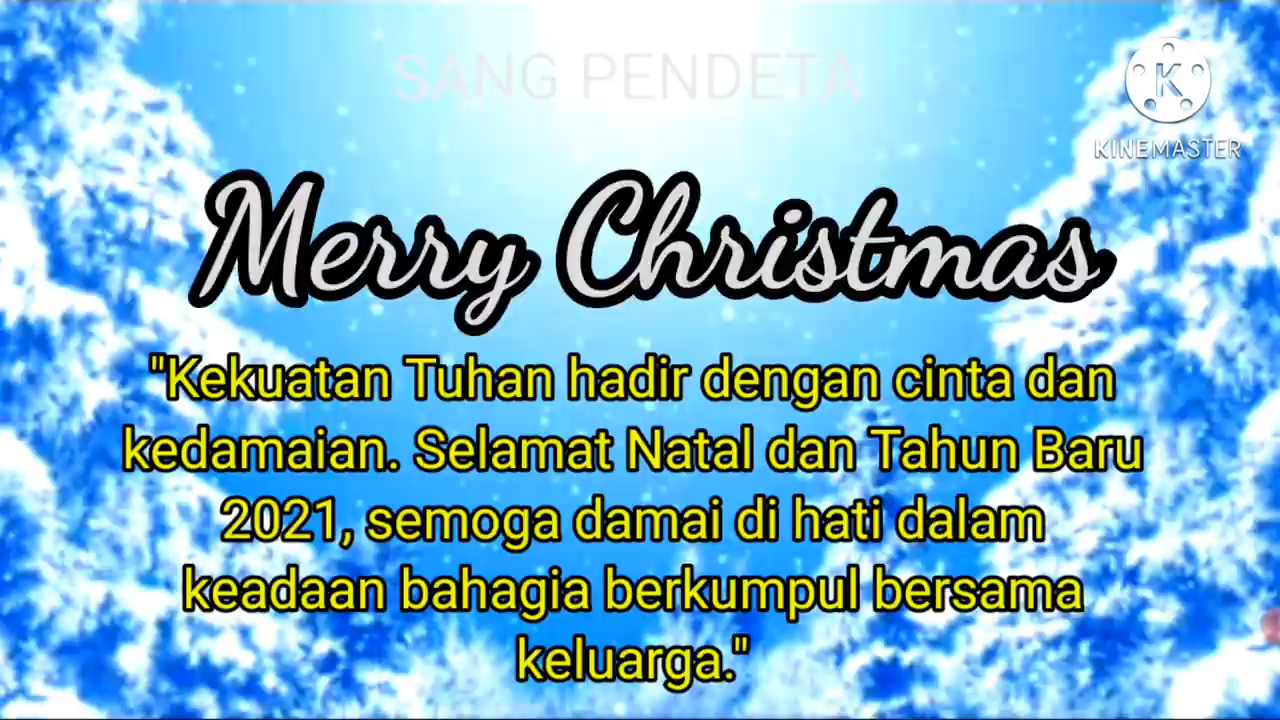 SANG PENDETA
KINEMASTER
Merry Christmas
"Kekuatan Tuhan hadir dengan cinta dan
kedamaian. Selamat Natal dan Tahun Baru
2021, semoga damai di hati dalam
keadaan bahagia berkumpul bersama
keluarga."